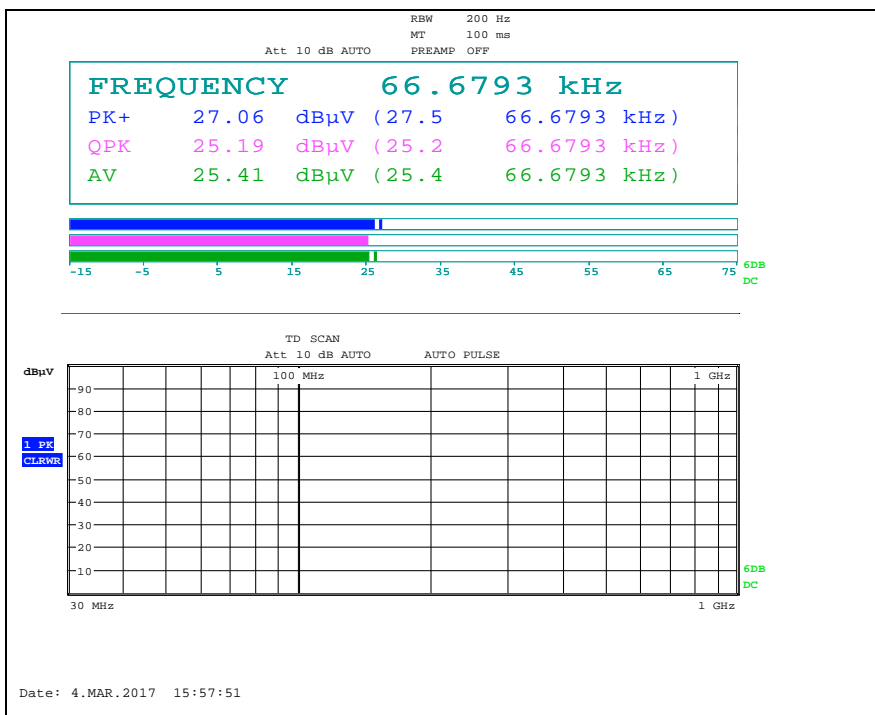 RBW 200 Hz
MT 100 ms
Att 10 dB AUTO PREAMP OFF
FREQUENCY 66.6793 kHz
PK+ 27.06 dBµV (27.5 66.6793 kHz)
QPK 25.19 dBµV (25.2 66.6793 kHz)
AV 25.41 dBµV (25.4 66.6793 kHz)
-15 -5 5 15 25 35 45 55 65 75
6DB
DC
TD SCAN
Att 10 dB AUTO AUTO PULSE
dBµV
100 MHz 1 GHz
90
80
70
1 PK
CLRWR
60
50
40
30
20
10
6DB
DC
30 MHz 1 GHz
Date: 4.MAR.2017 15:57:51